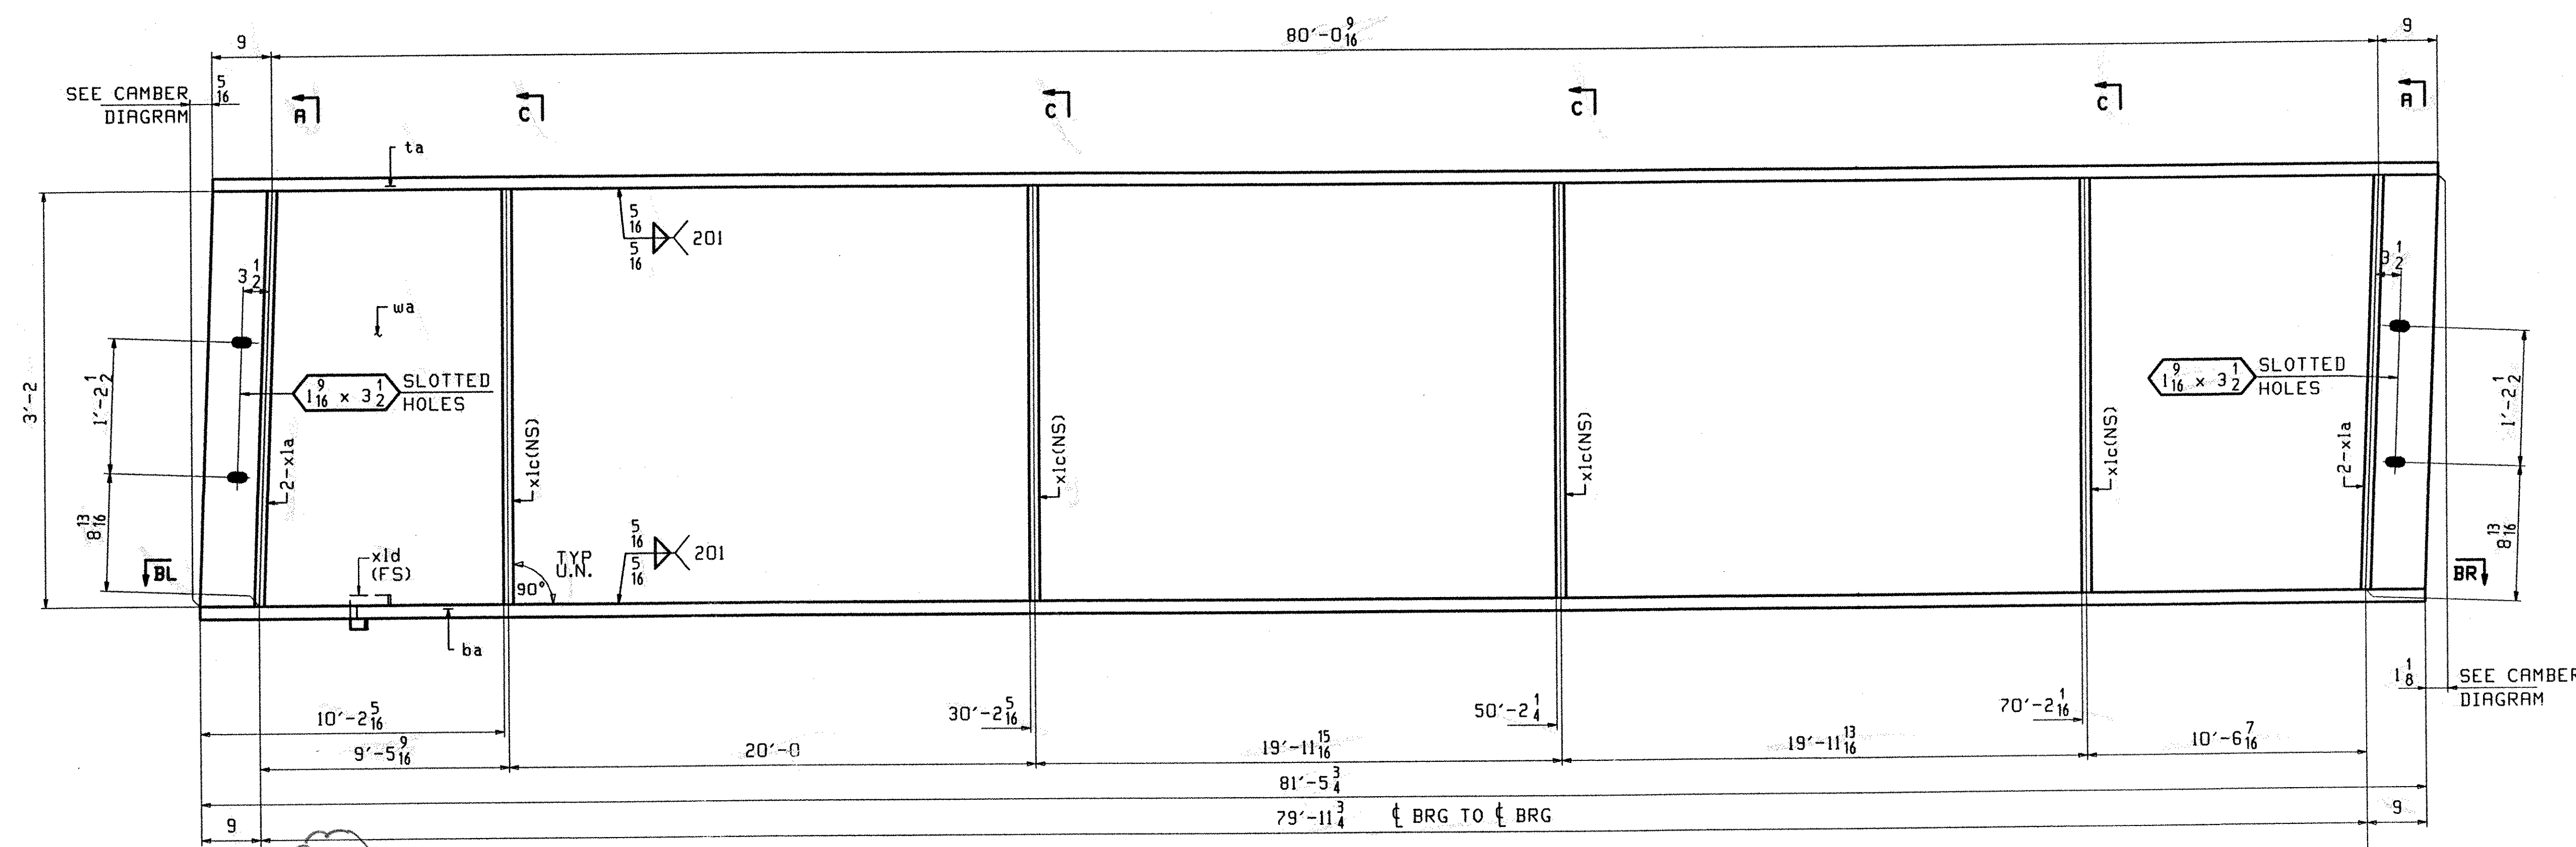 80′-0 9/16
9
9
SEE CAMBER
DIAGRAM
5/16
A
C
C
C
C
A
ta
5/16
5/16
201
3 1/2
3 1/2
wa
3′-2
1′-2 1/2
1 9/16 x 3 1/2
SLOTTED
HOLES
1 9/16 x 3 1/2
SLOTTED
HOLES
1′-2 1/2
2-x1a
x1c(NS)
x1c(NS)
x1c(NS)
x1c(NS)
2-x1a
8 13/16
8 13/16
BL
x1d
(FS)
90°
TYP
U.N.
5/16
5/16
201
BR
ba
1 1/8
SEE CAMBER
DIAGRAM
10′-2 5/16
30′-2 5/16
50′-2 1/4
70′-2 1/16
9′-5 9/16
20′-0
19′-11 15/16
19′-11 13/16
10′-6 7/16
81′-5 3/4
9
79′-11 3/4 ℄ BRG TO ℄ BRG
9